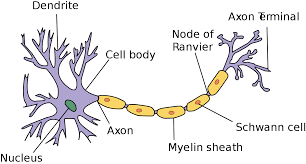 Dendrite
Axon Terminal
Node of
Ranvier
Cell body
Axon
Schwann cell
Myelin sheath
Nucleus